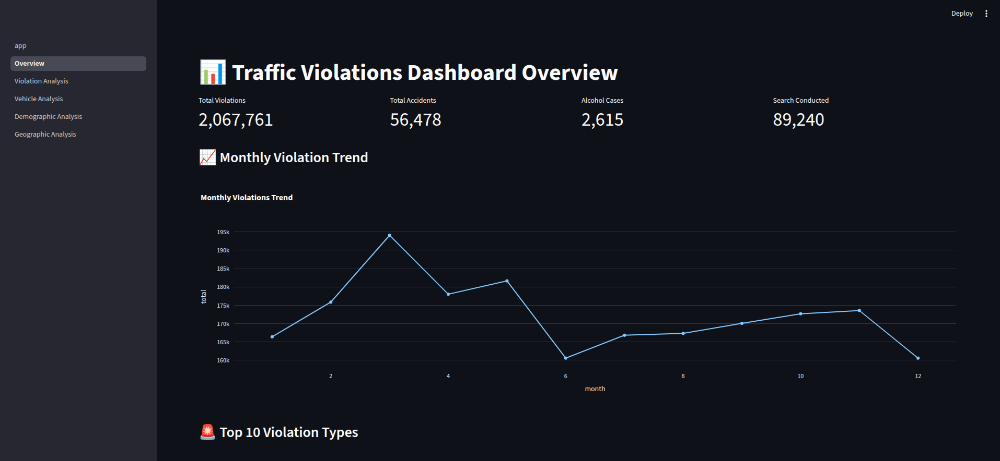 Deploy
app
Overview
Violation Analysis
Vehicle Analysis
Demographic Analysis
Geographic Analysis
Traffic Violations Dashboard Overview
Total Violations
2,067,761
Total Accidents
56,478
Alcohol Cases
2,615
Search Conducted
89,240
Monthly Violation Trend
Monthly Violations Trend
195k
190k
185k
180k
175k
170k
165k
160k
total
2 4 6 8 10 12
month
Top 10 Violation Types